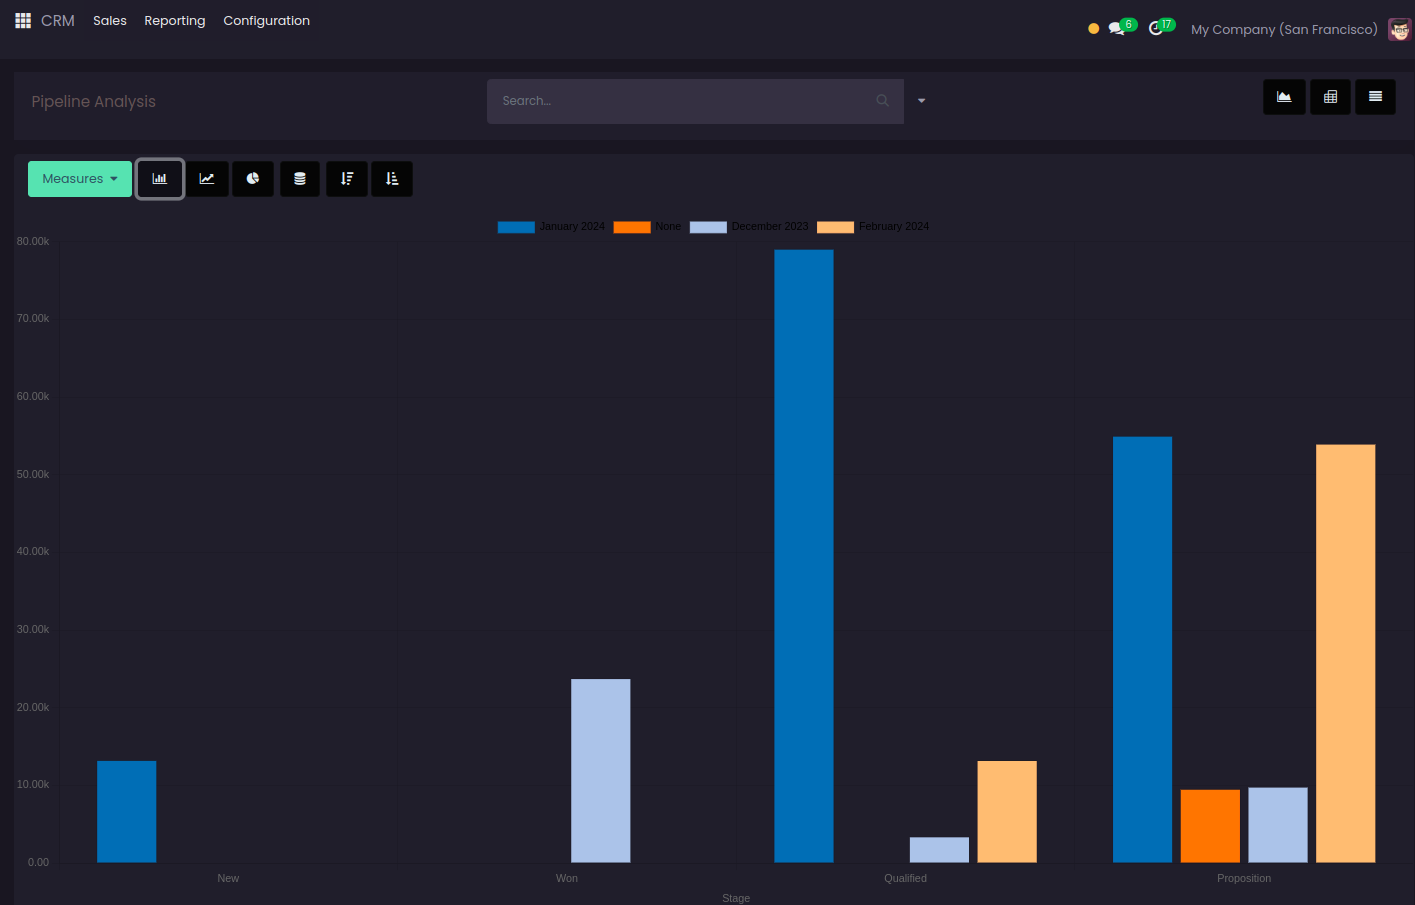 CRM Sales Reporting Configuration
6 17 My Company (San Francisco)
Pipeline Analysis
Search...
Measures
January 2024 None December 2023 February 2024
80.00k
70.00k
60.00k
50.00k
40.00k
30.00k
20.00k
10.00k
0.00
New Won Qualified Proposition
Stage